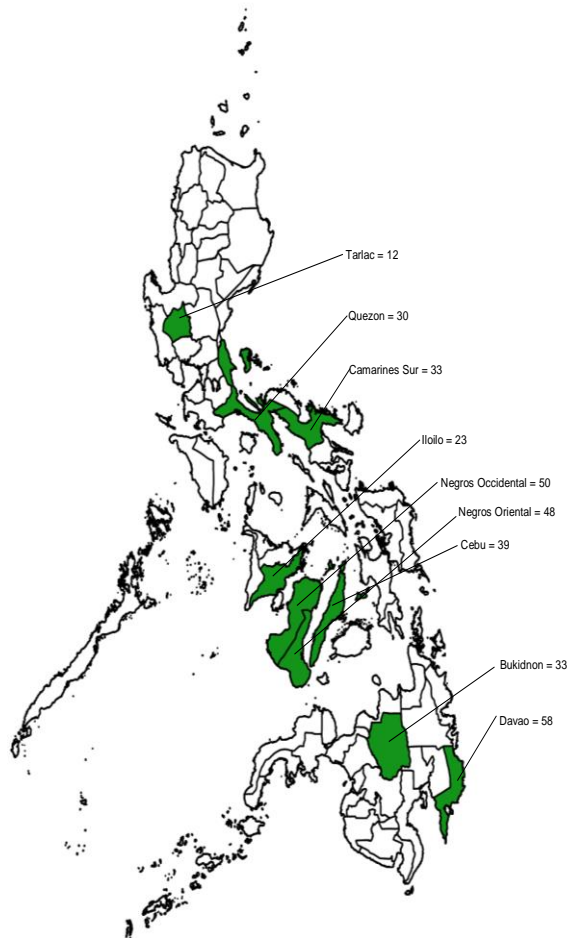 Tarlac = 12
Quezon = 30
Camarines Sur = 33
Iloilo = 23
Negros Occidental = 50
Negros Oriental = 48
Cebu = 39
Bukidnon = 33
Davao = 58